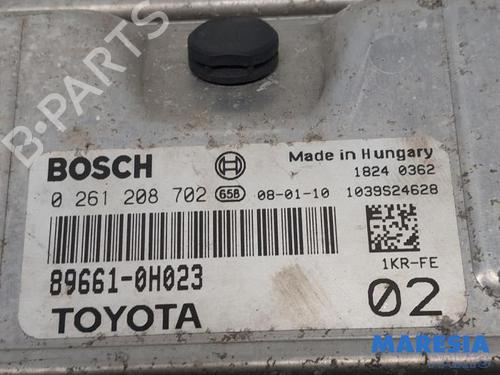 B-PARTS
BOSCH
Made in Hungary
1824 0362
0 261 208 702 658 08-01-10 1039S24628
89661-0H023
1KR-FE
TOYOTA
02
MARESIA